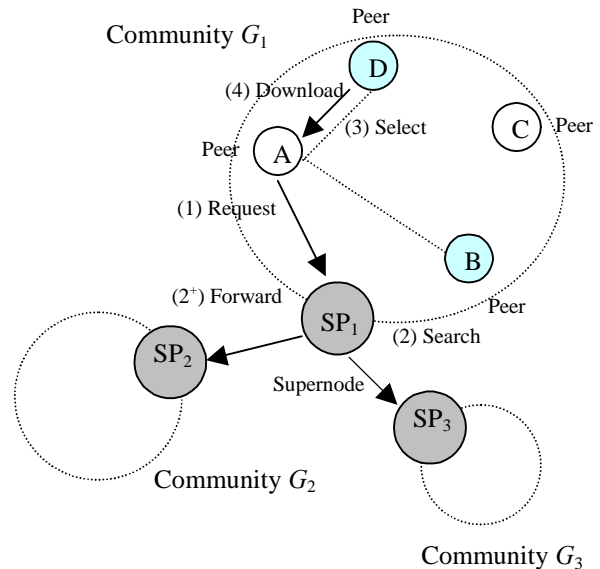 Peer
Community G₁
D
(4) Download
C
Peer
(3) Select
Peer
A
(1) Request
B
(2⁺) Forward
Peer
SP₁
(2) Search
SP₂
Supernode
SP₃
Community G₂
Community G₃